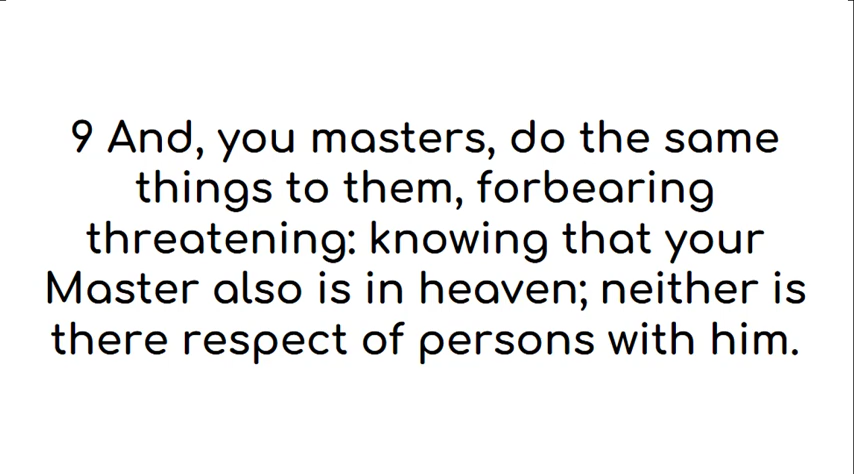 9 And, you masters, do the same
things to them, forbearing
threatening: knowing that your
Master also is in heaven; neither is
there respect of persons with him.